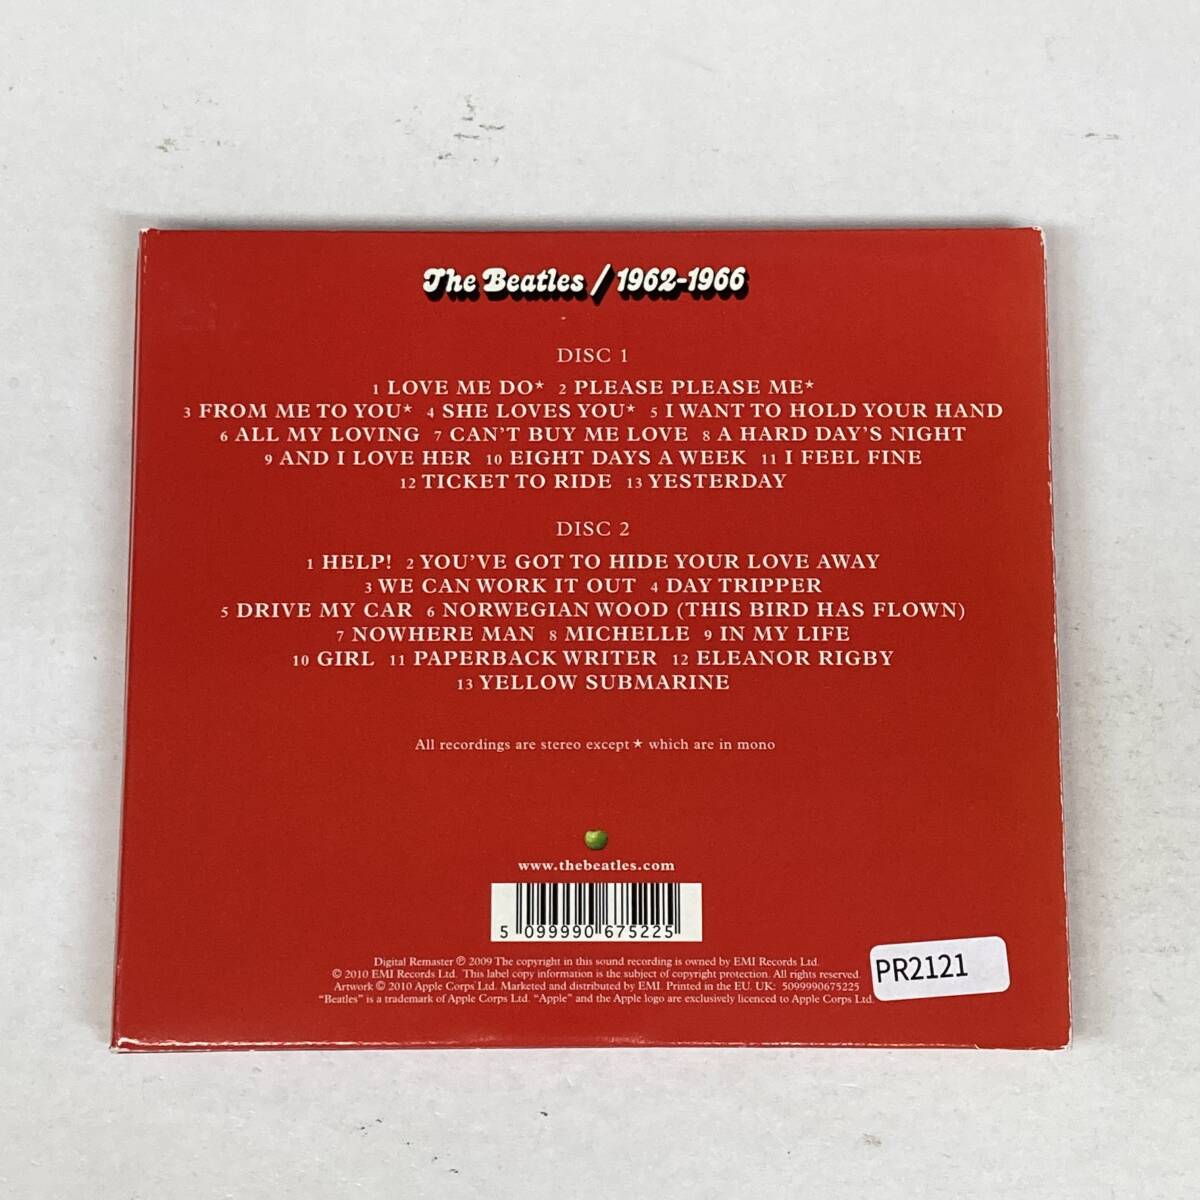 The Beatles / 1962-1966
DISC 1
1 LOVE ME DO* 2 PLEASE PLEASE ME*
3 FROM ME TO YOU* 4 SHE LOVES YOU* 5 I WANT TO HOLD YOUR HAND
6 ALL MY LOVING 7 CAN'T BUY ME LOVE 8 A HARD DAY'S NIGHT
9 AND I LOVE HER 10 EIGHT DAYS A WEEK 11 I FEEL FINE
12 TICKET TO RIDE 13 YESTERDAY
DISC 2
1 HELP! 2 YOU'VE GOT TO HIDE YOUR LOVE AWAY
3 WE CAN WORK IT OUT 4 DAY TRIPPER
5 DRIVE MY CAR 6 NORWEGIAN WOOD (THIS BIRD HAS FLOWN)
7 NOWHERE MAN 8 MICHELLE 9 IN MY LIFE
10 GIRL 11 PAPERBACK WRITER 12 ELEANOR RIGBY
13 YELLOW SUBMARINE
All recordings are stereo except * which are in mono
www.thebeatles.com
5 099990 675225
Digital Remaster ℗ 2009 The copyright in this sound recording is owned by EMI Records Ltd.
© 2010 EMI Records Ltd. This label copy information is the subject of copyright protection. All rights reserved.
Artwork © 2010 Apple Corps Ltd. Marketed and distributed by EMI. Printed in the EU. UK: 5099990675225
"Beatles" is a trademark of Apple Corps Ltd. "Apple" and the Apple logo are exclusively licenced to Apple Corps Ltd.
PR2121